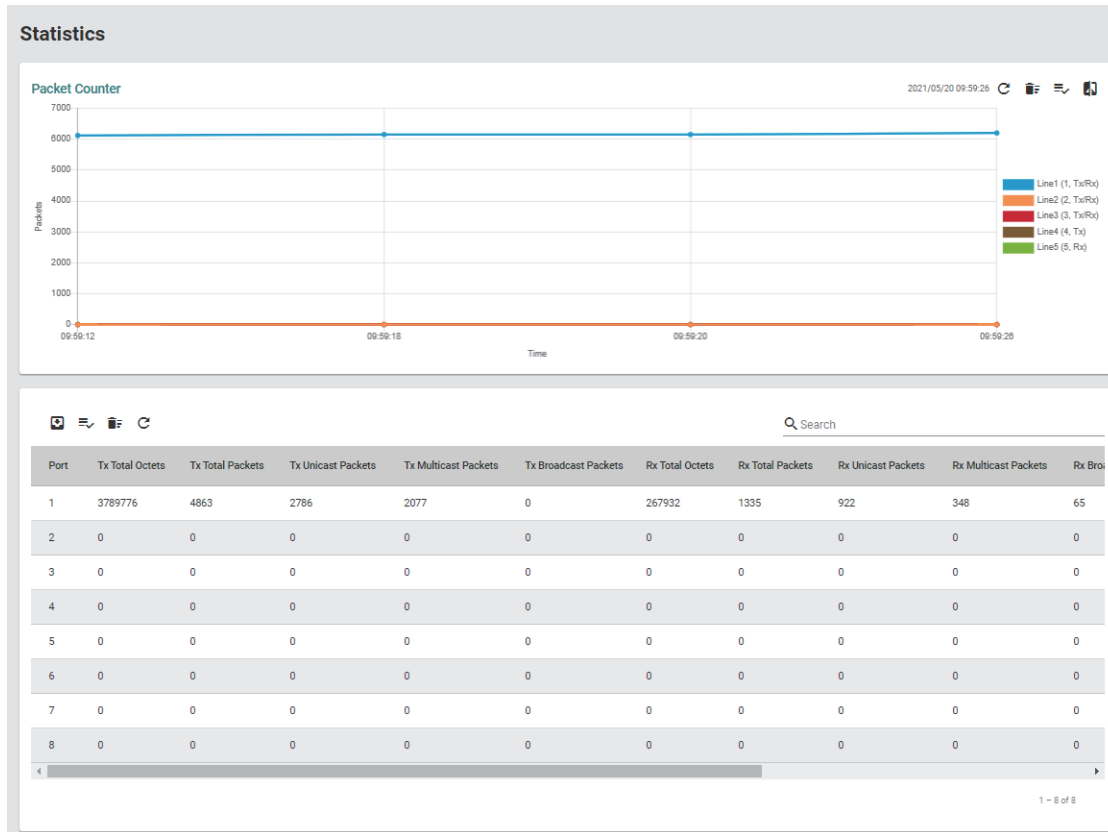 Statistics
Packet Counter
2021/05/20 09:59:26
7000
6000
5000
4000
3000
2000
1000
0
Packets
09:59:12 09:59:18 09:59:20 09:59:26
Time
Line1 (1, Tx/Rx)
Line2 (2, Tx/Rx)
Line3 (3, Tx/Rx)
Line4 (4, Tx)
Line5 (5, Rx)
Search
Port Tx Total Octets Tx Total Packets Tx Unicast Packets Tx Multicast Packets Tx Broadcast Packets Rx Total Octets Rx Total Packets Rx Unicast Packets Rx Multicast Packets Rx Broa
1 3789776 4863 2786 2077 0 267932 1335 922 348 65
2 0 0 0 0 0 0 0 0 0 0
3 0 0 0 0 0 0 0 0 0 0
4 0 0 0 0 0 0 0 0 0 0
5 0 0 0 0 0 0 0 0 0 0
6 0 0 0 0 0 0 0 0 0 0
7 0 0 0 0 0 0 0 0 0 0
8 0 0 0 0 0 0 0 0 0 0
1 – 8 of 8